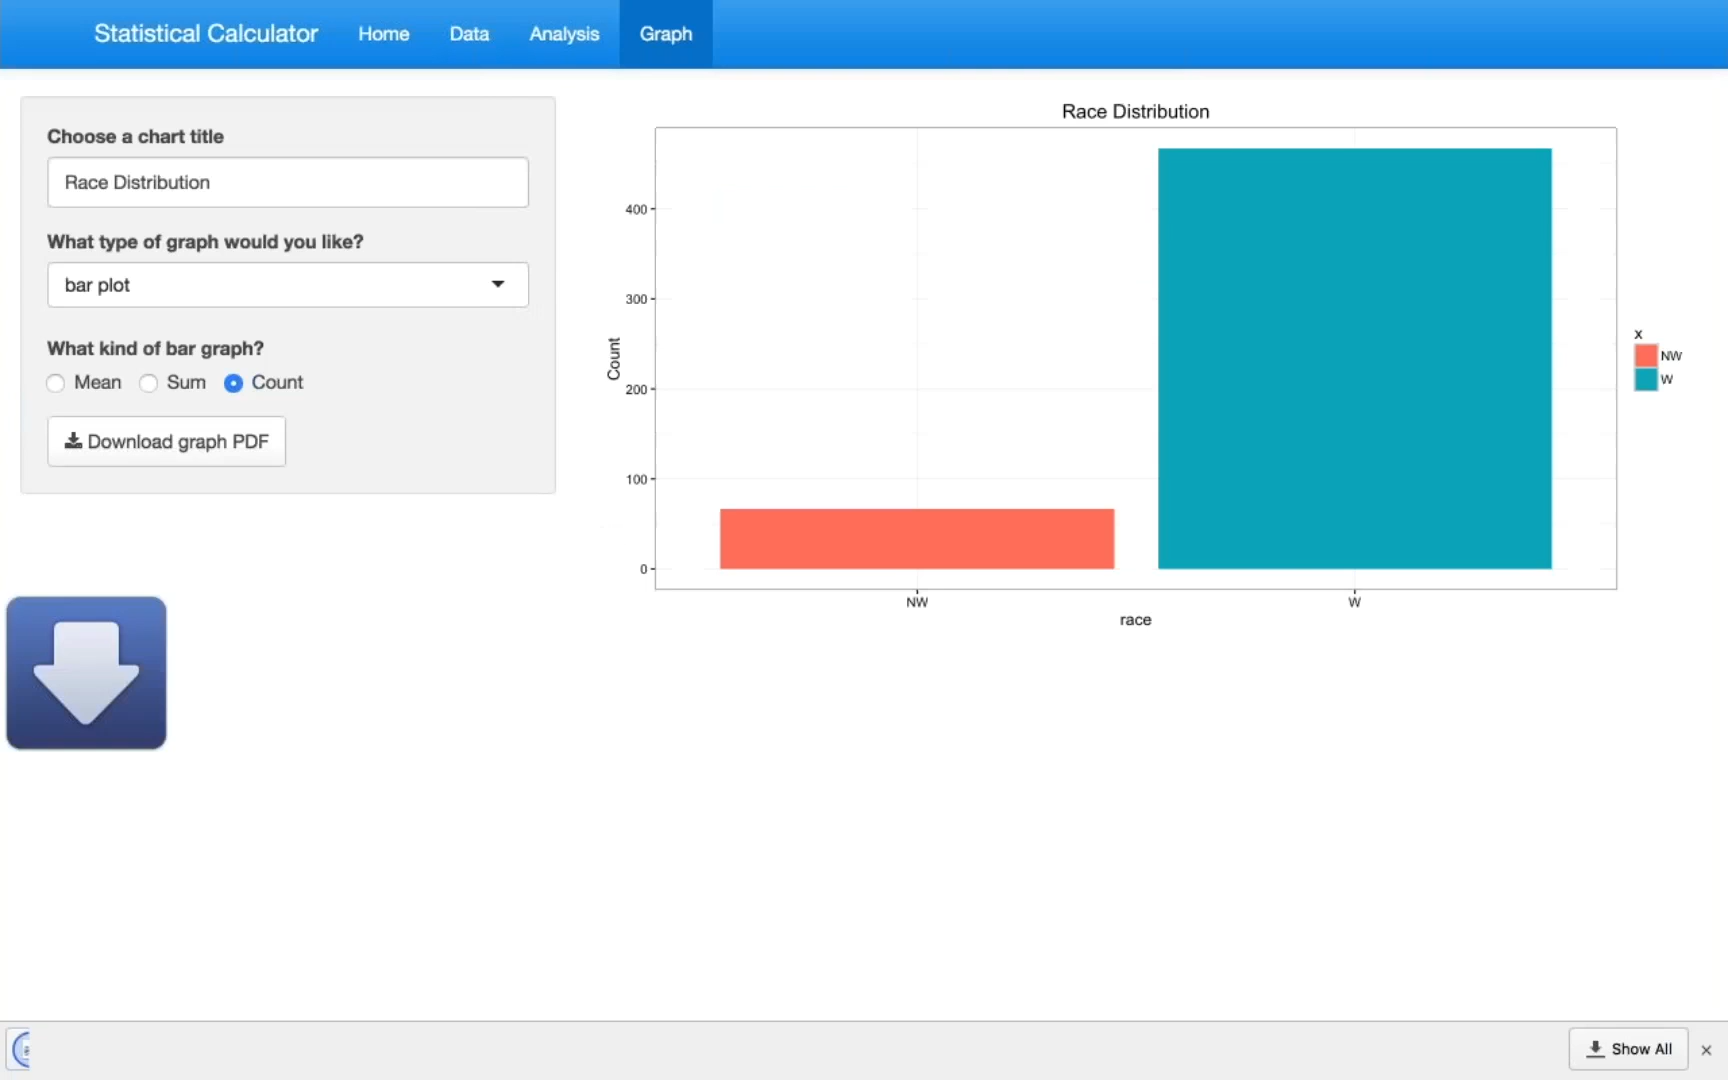 Statistical Calculator Home Data Analysis Graph
Choose a chart title
Race Distribution
What type of graph would you like?
bar plot
What kind of bar graph?
Mean Sum Count
Download graph PDF
Race Distribution
Count
400
300
200
100
0
NW W
race
x
NW
W
Show All